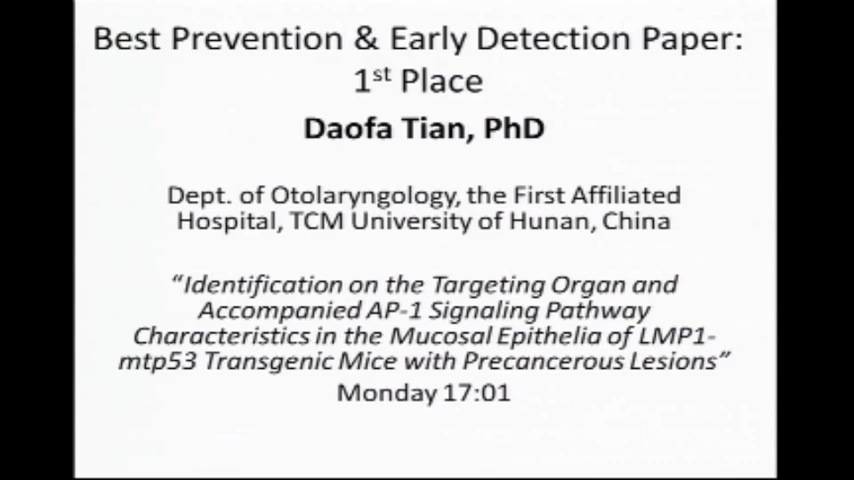 Best Prevention & Early Detection Paper:
1st Place
Daofa Tian, PhD
Dept. of Otolaryngology, the First Affiliated
Hospital, TCM University of Hunan, China
“Identification on the Targeting Organ and
Accompanied AP-1 Signaling Pathway
Characteristics in the Mucosal Epithelia of LMP1-
mtp53 Transgenic Mice with Precancerous Lesions”
Monday 17:01